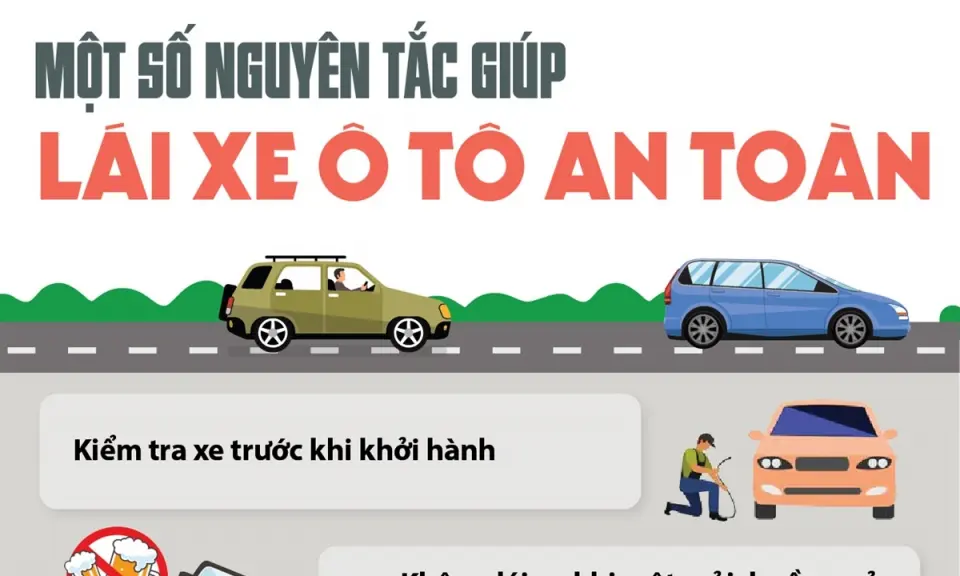 MỘT SỐ NGUYÊN TẮC GIÚP
LÁI XE Ô TÔ AN TOÀN
Kiểm tra xe trước khi khởi hành